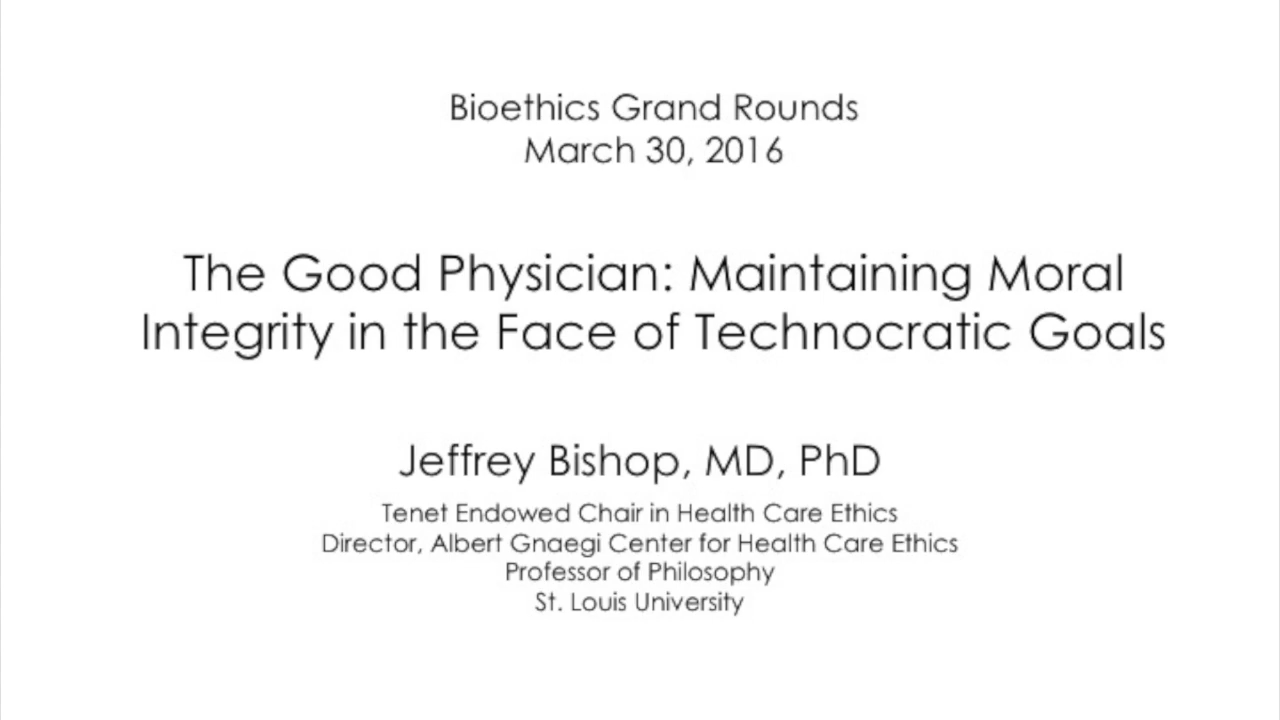 Bioethics Grand Rounds
March 30, 2016
The Good Physician: Maintaining Moral
Integrity in the Face of Technocratic Goals
Jeffrey Bishop, MD, PhD
Tenet Endowed Chair in Health Care Ethics
Director, Albert Gnaegi Center for Health Care Ethics
Professor of Philosophy
St. Louis University